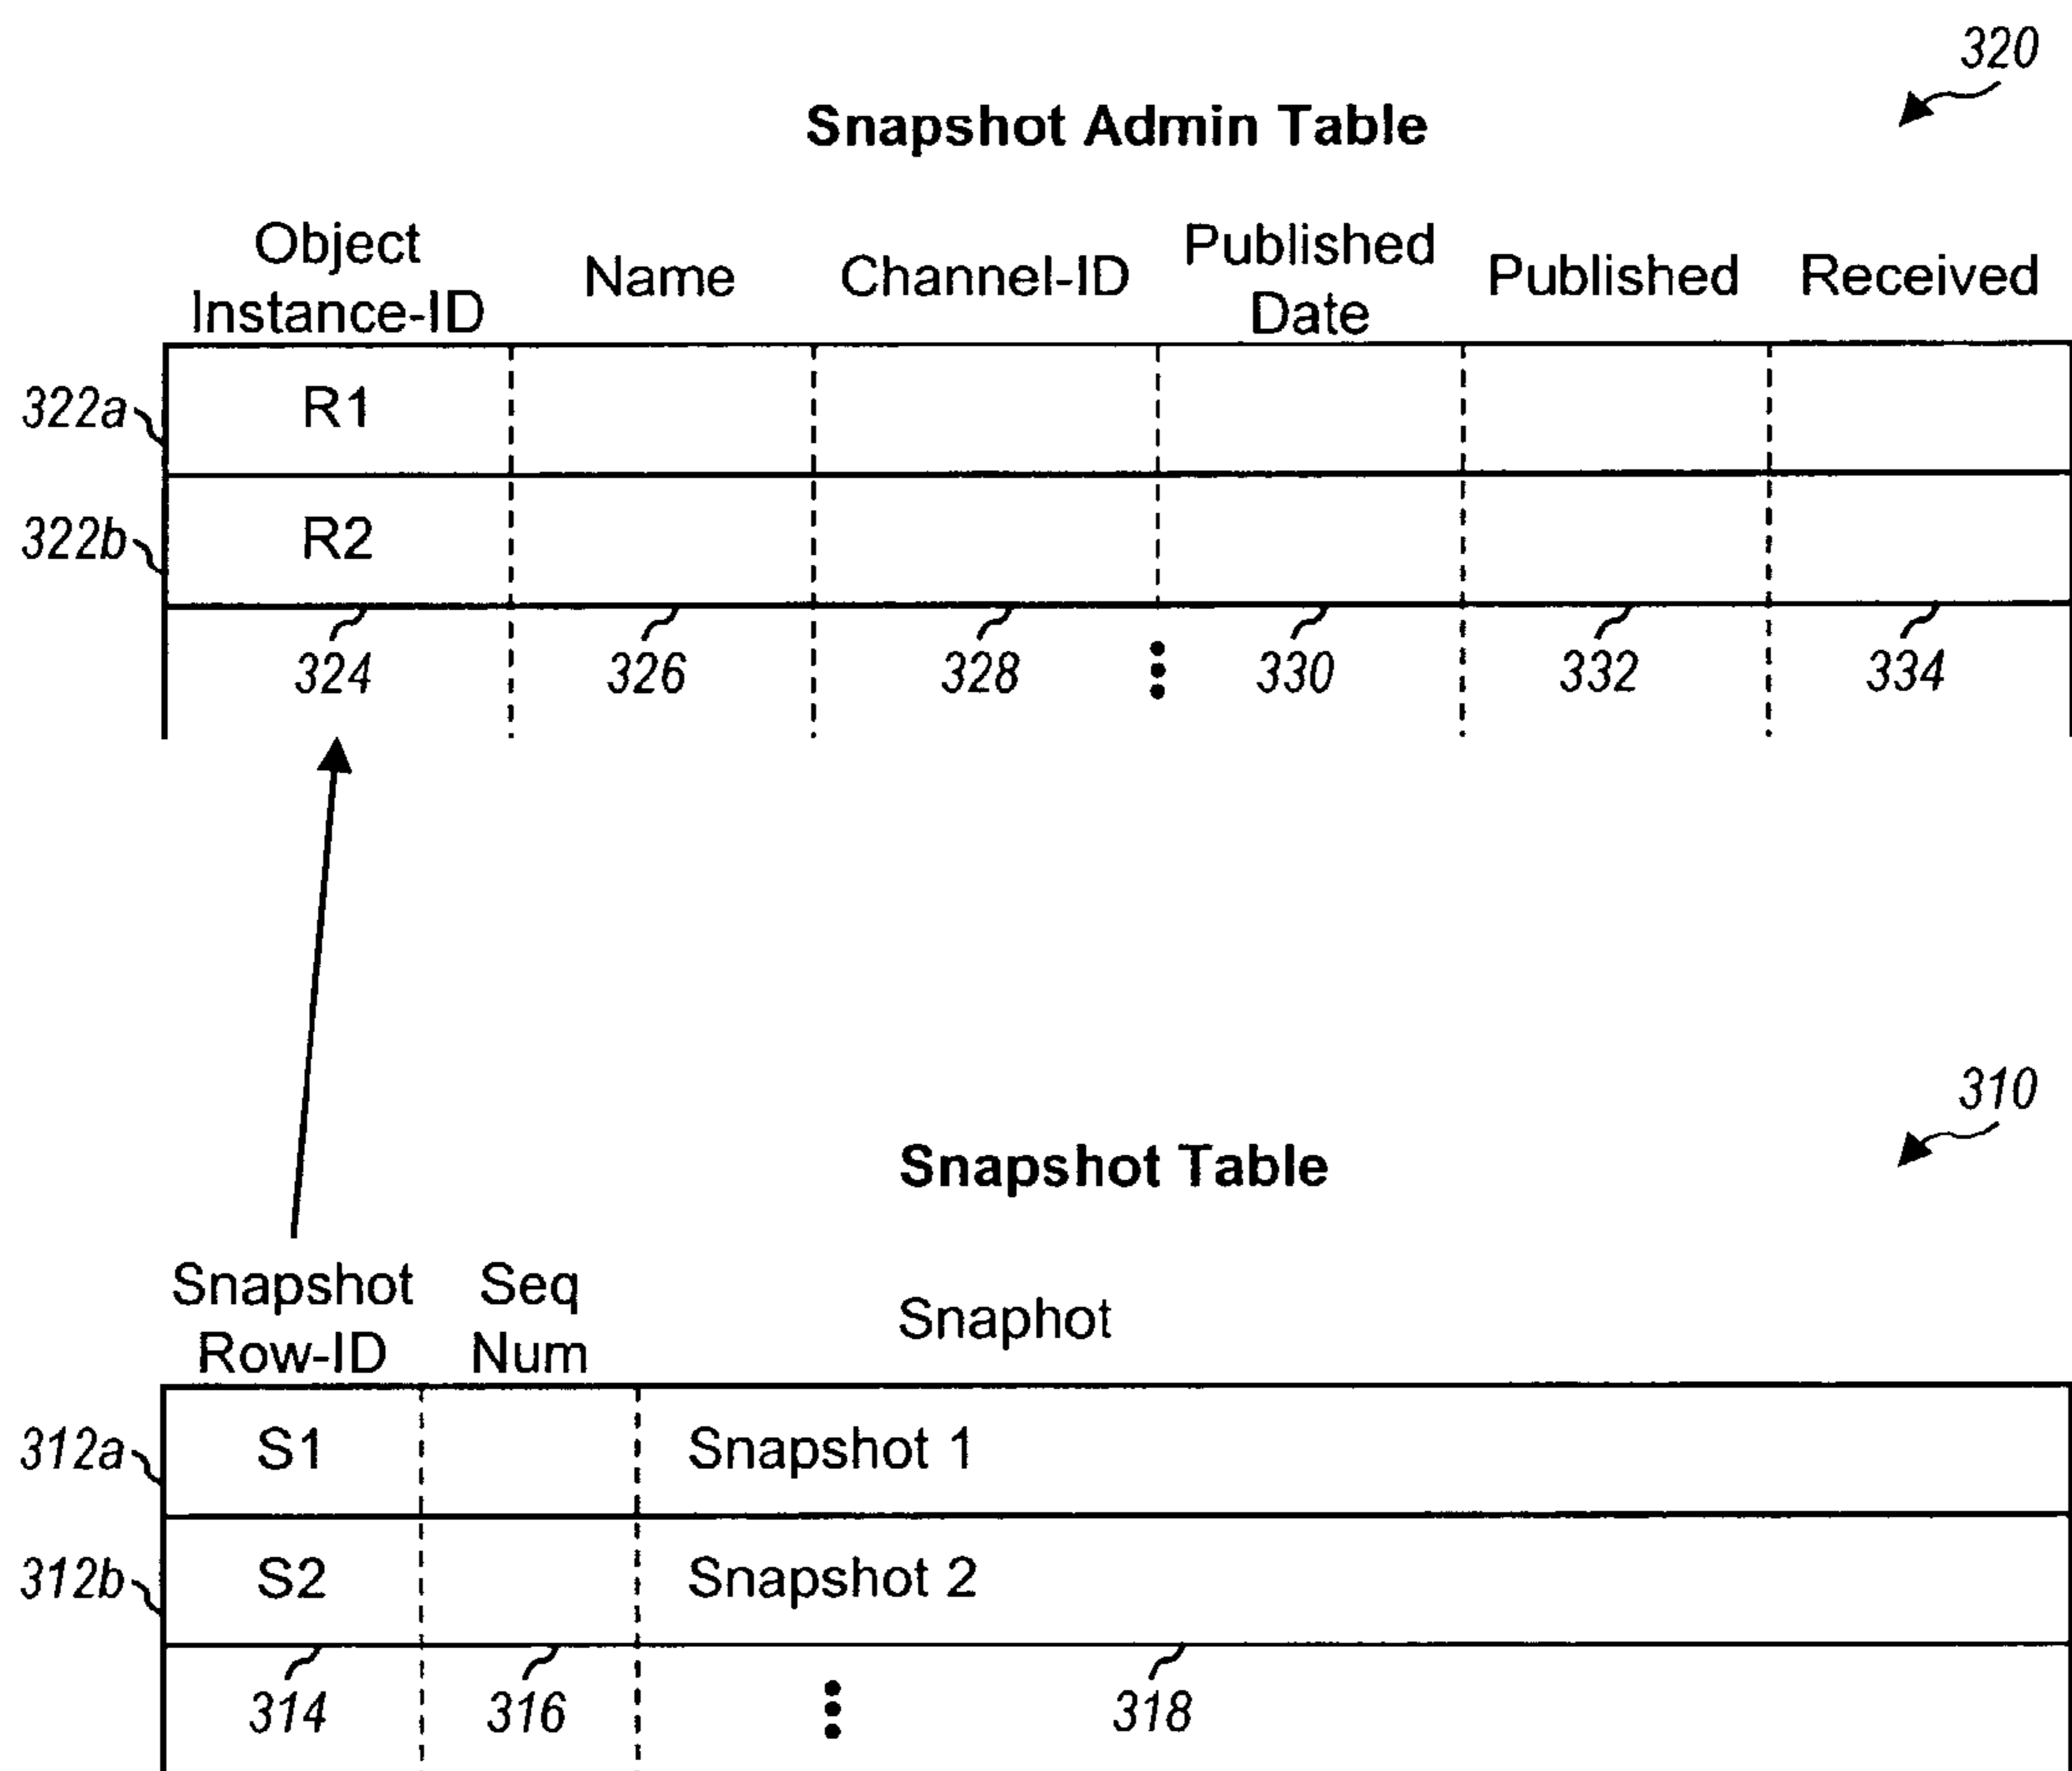 320
Snapshot Admin Table
Object
Instance-ID
Name
Channel-ID
Published
Date
Published
Received
322a
R1
322b
R2
324
326
328
330
332
334
310
Snapshot Table
Snapshot
Row-ID
Seq
Num
Snaphot
312a
S1
Snapshot 1
312b
S2
Snapshot 2
314
316
318